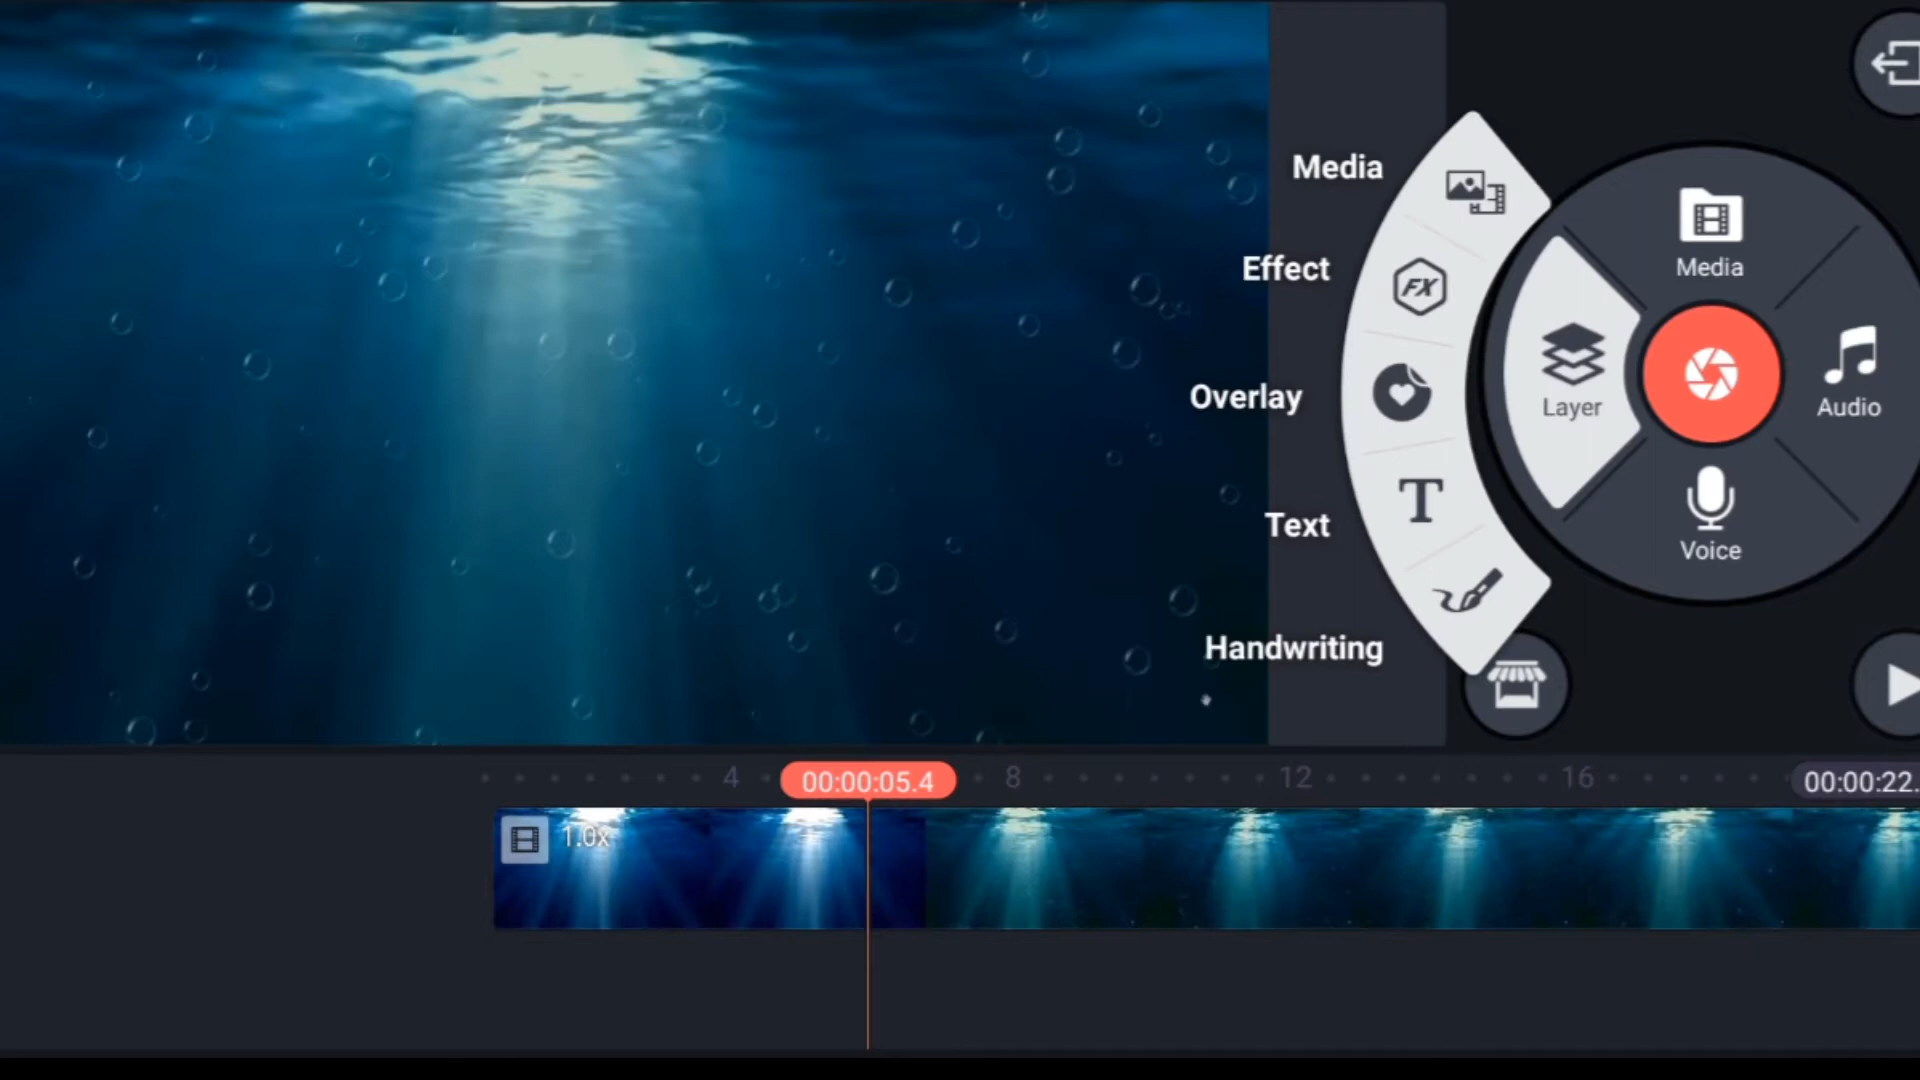 Media
Effect
Overlay
Text
Handwriting
FX
T
Media
Layer
Audio
Voice
4
00:00:05.4
8
12
16
00:00:22.
1.0x